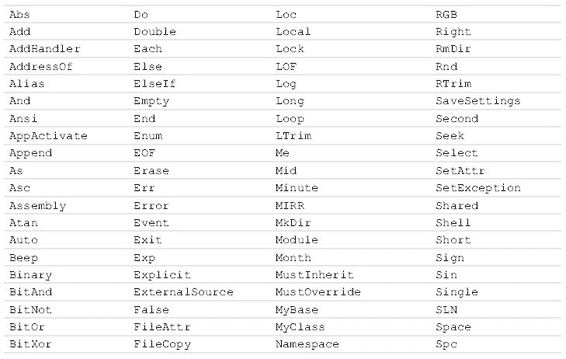 Abs Do Loc RGB
Add Double Local Right
AddHandler Each Lock RmDir
AddressOf Else LOF Rnd
Alias ElseIf Log RTrim
And Empty Long SaveSettings
Ansi End Loop Second
AppActivate Enum LTrim Seek
Append EOF Me Select
As Erase Mid SetAttr
Asc Err Minute SetException
Assembly Error MIRR Shared
Atan Event MkDir Shell
Auto Exit Module Short
Beep Exp Month Sign
Binary Explicit MustInherit Sin
BitAnd ExternalSource MustOverride Single
BitNot False MyBase SLN
BitOr FileAttr MyClass Space
BitXor FileCopy Namespace Spc